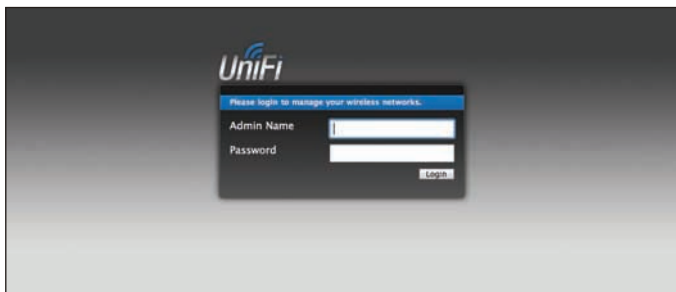 UniFi
Please login to manage your wireless networks.
Admin Name
Password
Login